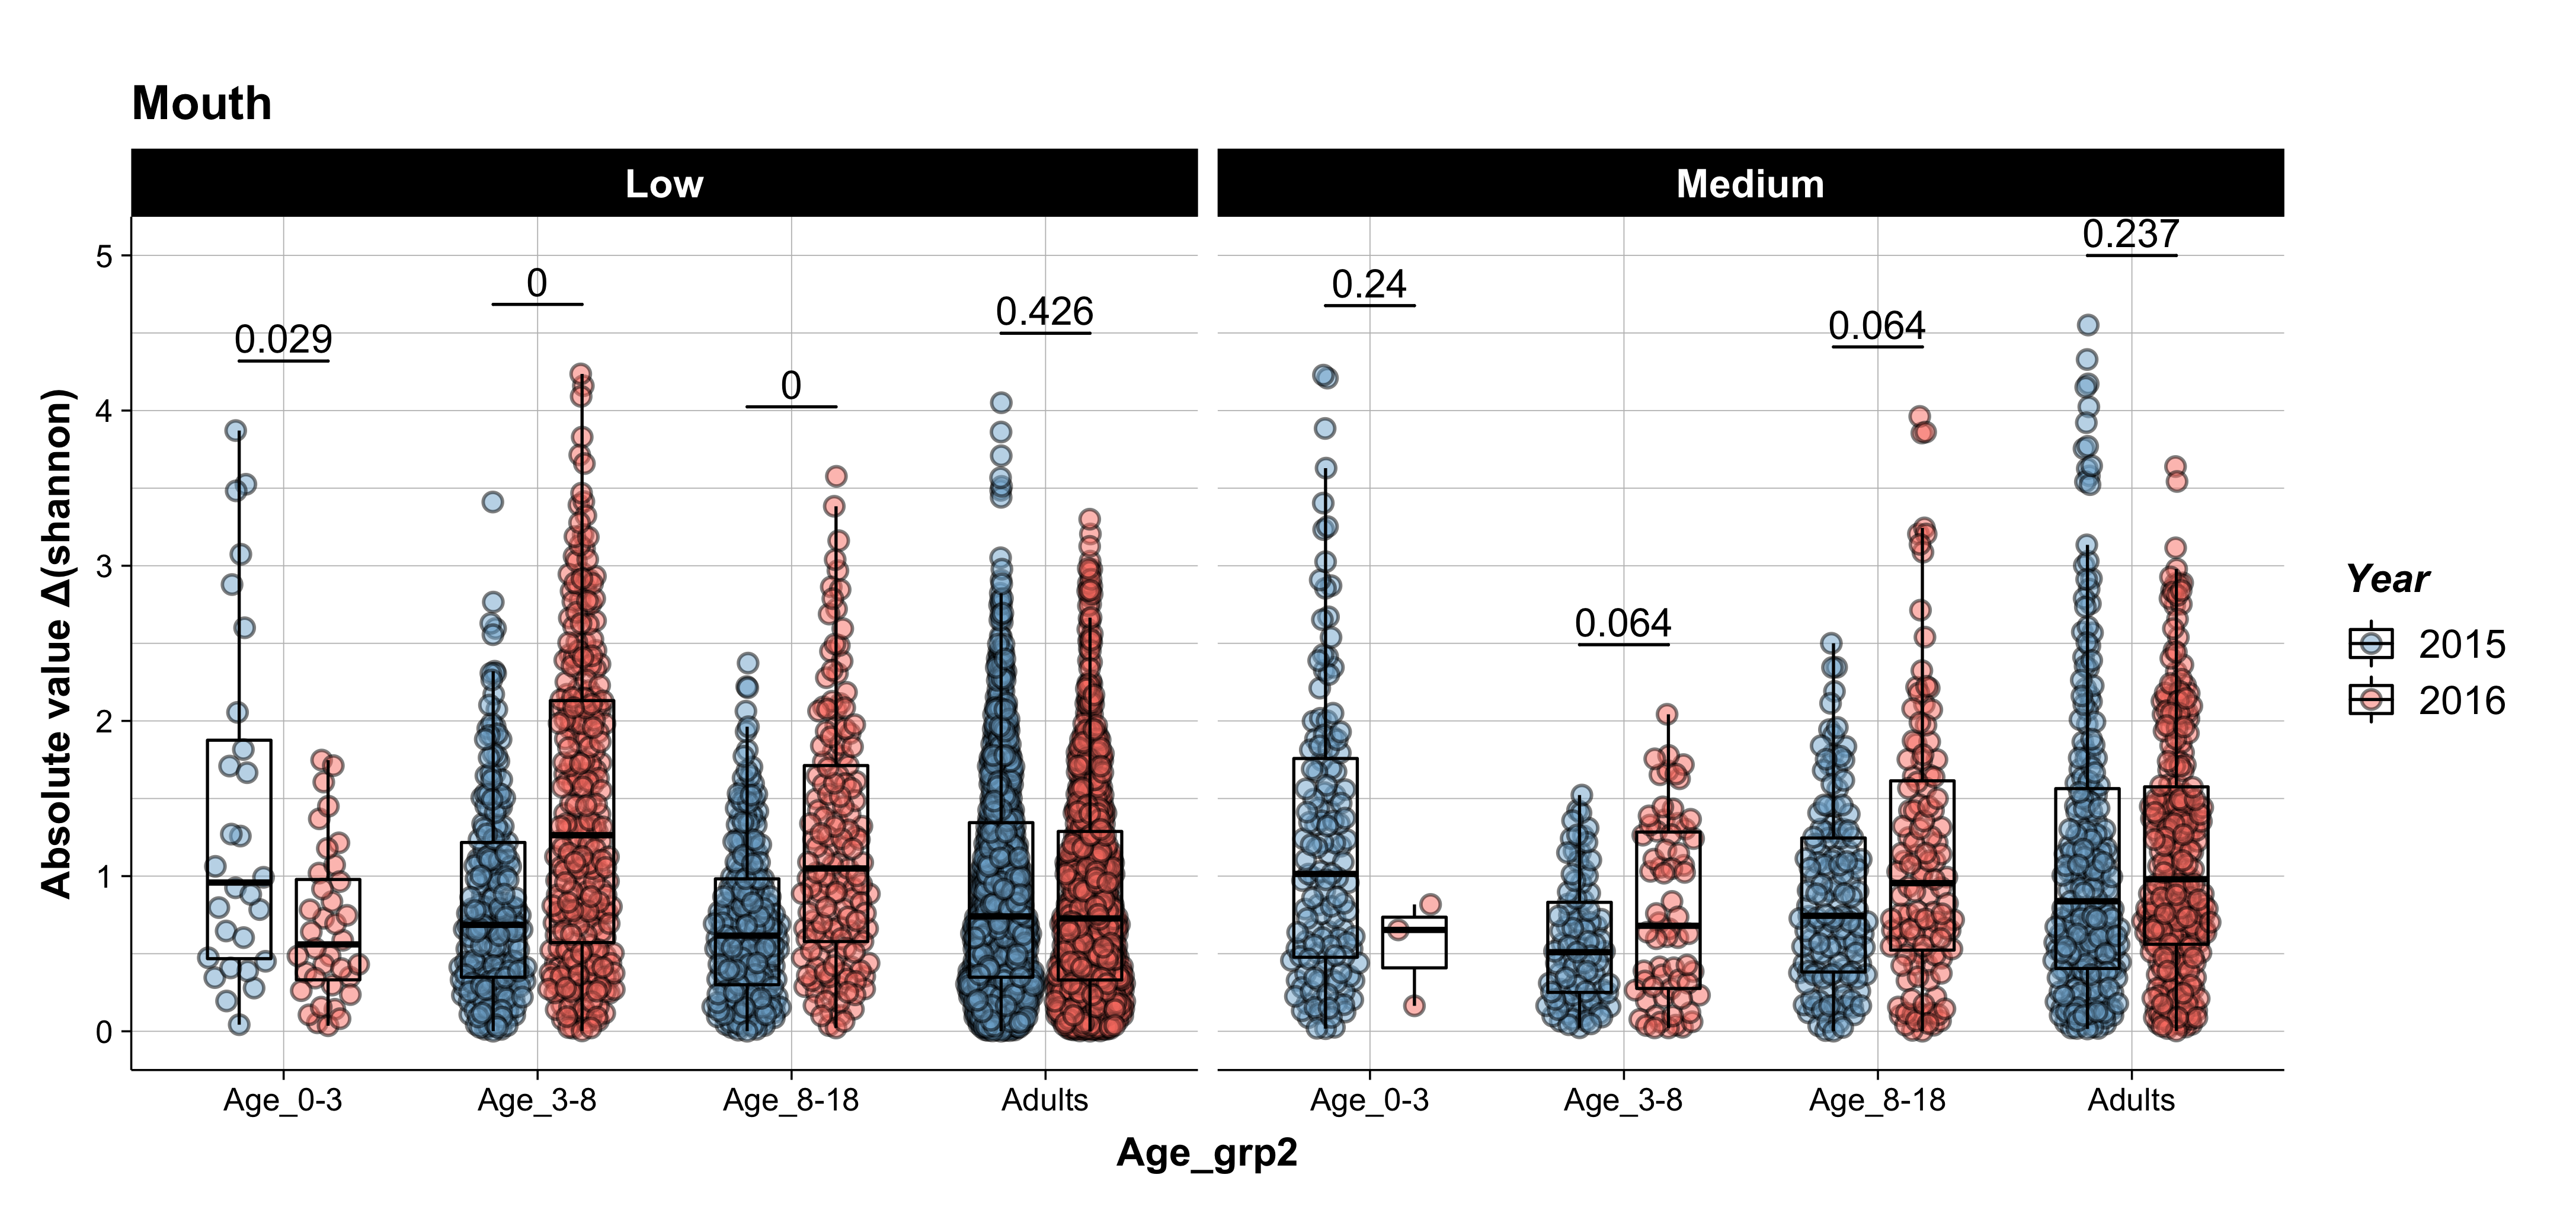 Mouth
Low
Medium
Absolute value Δ(shannon)
5
4
3
2
1
0
0.029
0
0
0.426
0.24
0.064
0.064
0.237
Age_0-3
Age_3-8
Age_8-18
Adults
Age_0-3
Age_3-8
Age_8-18
Adults
Age_grp2
Year
2015
2016